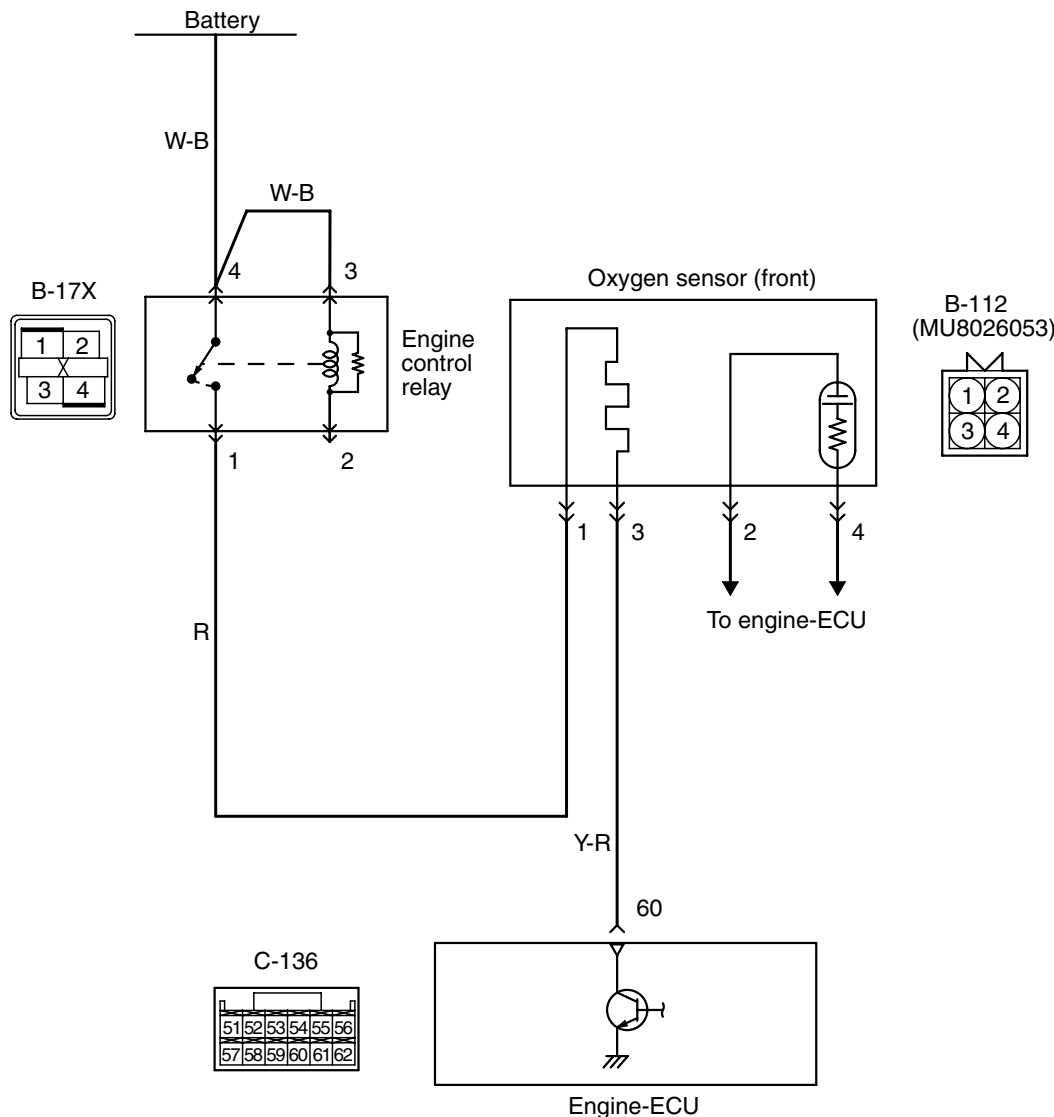 Battery
W-B
W-B
4
3
B-17X
1 2
3 4
Engine
control
relay
1
2
Oxygen sensor (front)
B-112
(MU8026053)
1 2
3 4
1
3
2
4
To engine-ECU
R
Y-R
60
C-136
51 52 53 54 55 56
57 58 59 60 61 62
Engine-ECU